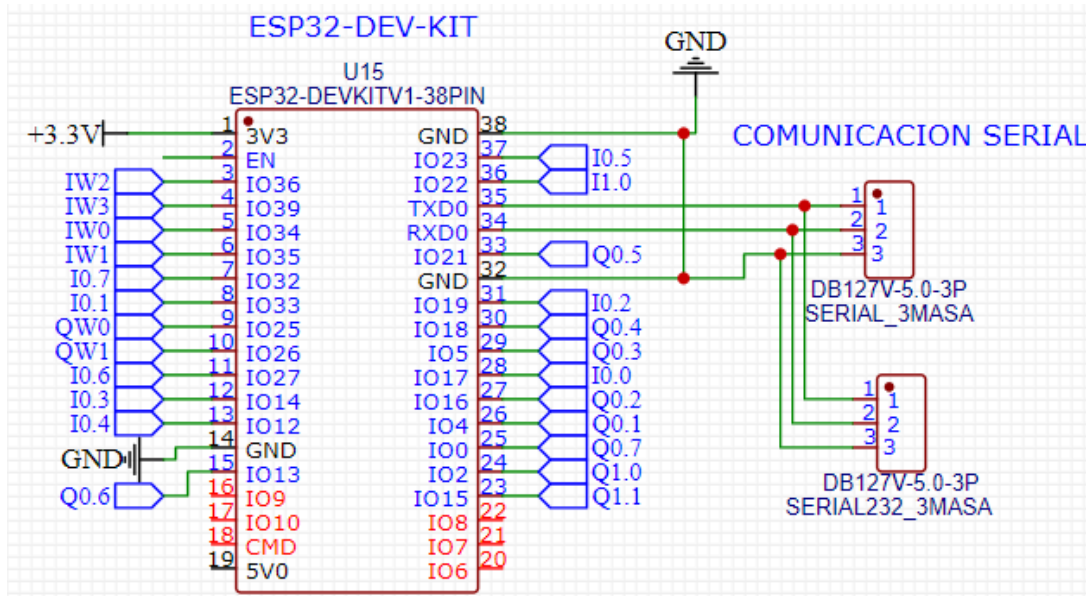 ESP32-DEV-KIT
U15
ESP32-DEVKITV1-38PIN
+3.3V
1 3V3
2 EN
IW2 3 IO36
IW3 4 IO39
IW0 5 IO34
IW1 6 IO35
I0.7 7 IO32
I0.1 8 IO33
QW0 9 IO25
QW1 10 IO26
I0.6 11 IO27
I0.3 12 IO14
I0.4 13 IO12
GND 14 GND
Q0.6 15 IO13
16 IO9
17 IO10
18 CMD
19 5V0
GND
GND 38
IO23 37 I0.5
IO22 36 I1.0
TXD0 35
RXD0 34
IO21 33 Q0.5
GND 32
IO19 31 I0.2
IO18 30 Q0.4
IO5 29 Q0.3
IO17 28 I0.0
IO16 27 Q0.2
IO4 26 Q0.1
IO0 25 Q0.7
IO2 24 Q1.0
IO15 23 Q1.1
IO8 22
IO7 21
IO6 20
COMUNICACION SERIAL
1 1
2 2
3 3
DB127V-5.0-3P
SERIAL_3MASA
1 1
2 2
3 3
DB127V-5.0-3P
SERIAL232_3MASA